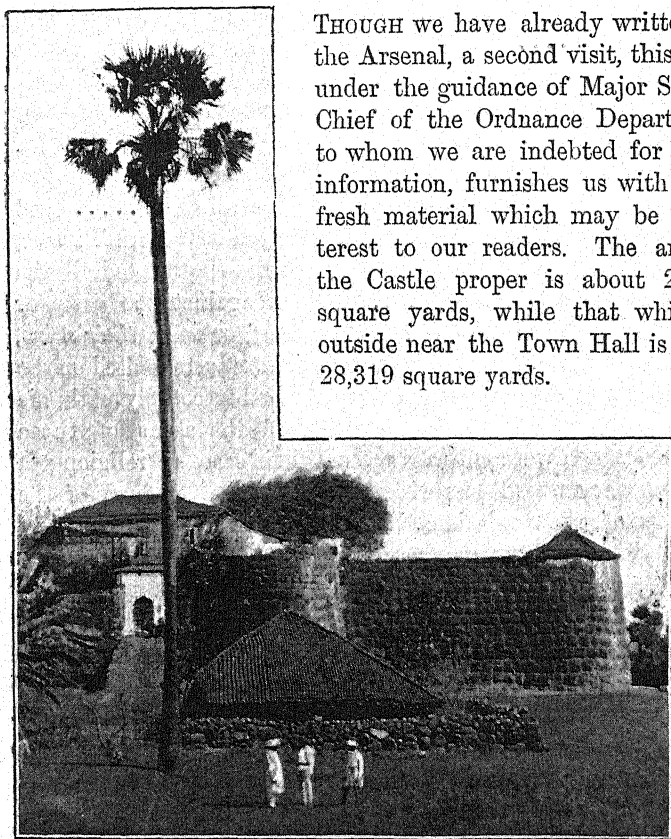 THOUGH we have already writt
the Arsenal, a second visit, this
under the guidance of Major S
Chief of the Ordnance Depart
to whom we are indebted for
information, furnishes us with
fresh material which may be
terest to our readers. The a
the Castle proper is about 2
square yards, while that whi
outside near the Town Hall is
28,319 square yards.